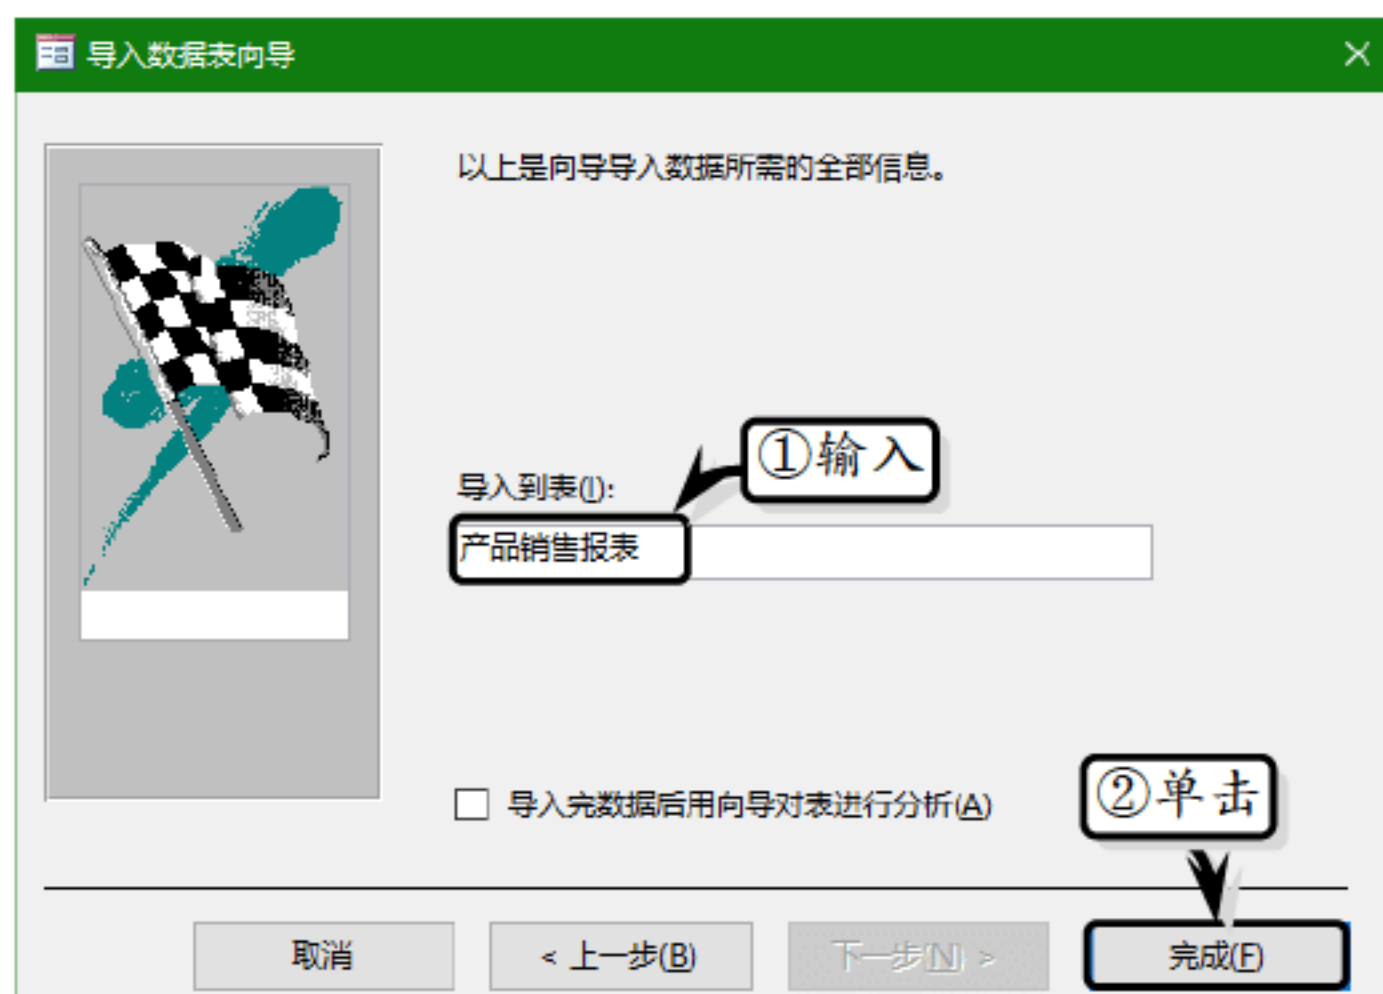 导入数据表向导
以上是向导导入数据所需的全部信息。
①输入
导入到表(I):
产品销售报表
导入完数据后用向导对表进行分析(A)
②单击
取消
< 上一步(B)
下一步(N) >
完成(F)